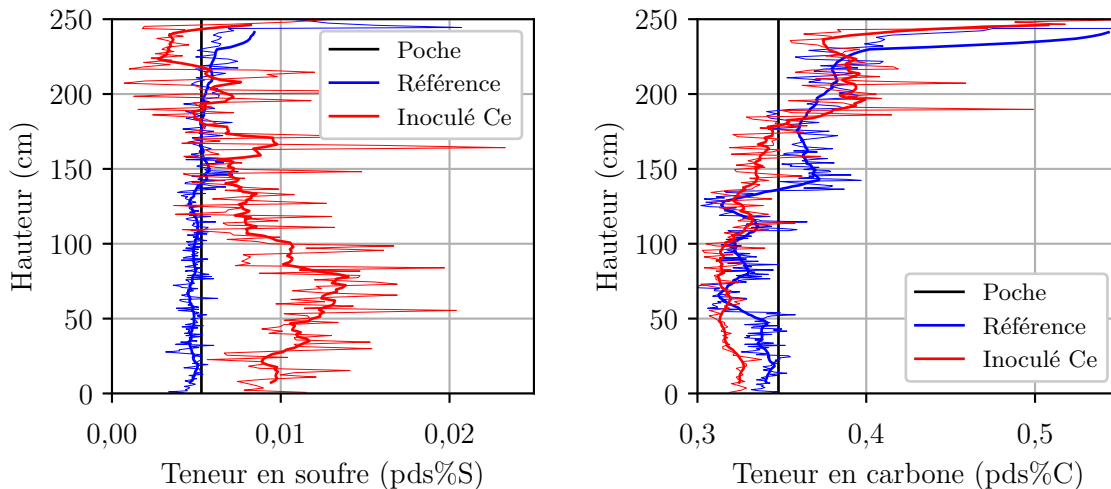 250
200
150
100
50
0
Hauteur (cm)
0,00
0,01
0,02
Teneur en soufre (pds%S)
Poche
Référence
Inoculé Ce
250
200
150
100
50
0
Hauteur (cm)
0,3
0,4
0,5
Teneur en carbone (pds%C)
Poche
Référence
Inoculé Ce